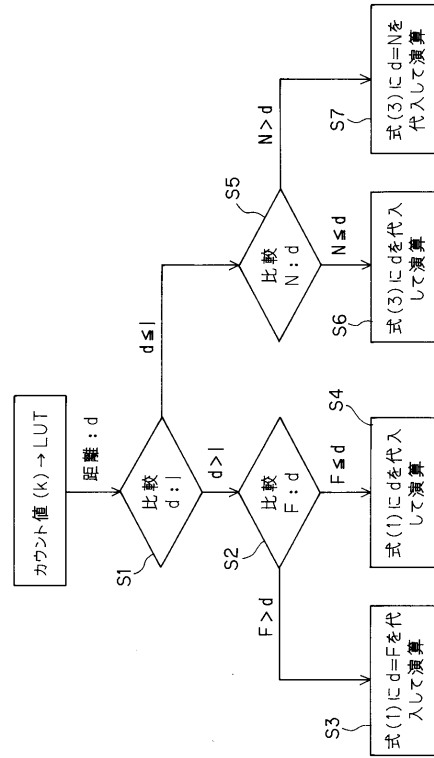 カウント値(k)→LUT
距離:d
S1
比較
d:l
d≦l
d>l
S2
比較
F:d
S5
比較
N:d
F>d
F≦d
N≦d
N>d
S3
式(1)にd=Fを代
入して演算
S4
式(1)にdを代入
して演算
S6
式(3)にdを代入
して演算
S7
式(3)にd=Nを
代入して演算